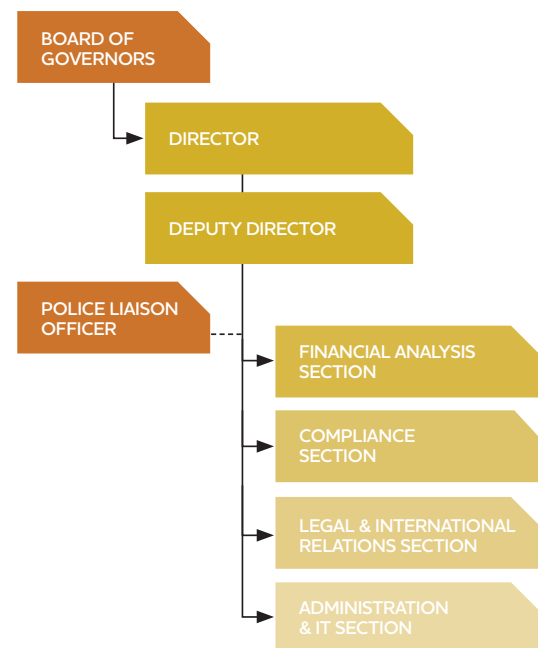 BOARD OF
GOVERNORS
DIRECTOR
DEPUTY DIRECTOR
POLICE LIAISON
OFFICER
FINANCIAL ANALYSIS
SECTION
COMPLIANCE
SECTION
LEGAL & INTERNATIONAL
RELATIONS SECTION
ADMINISTRATION
& IT SECTION